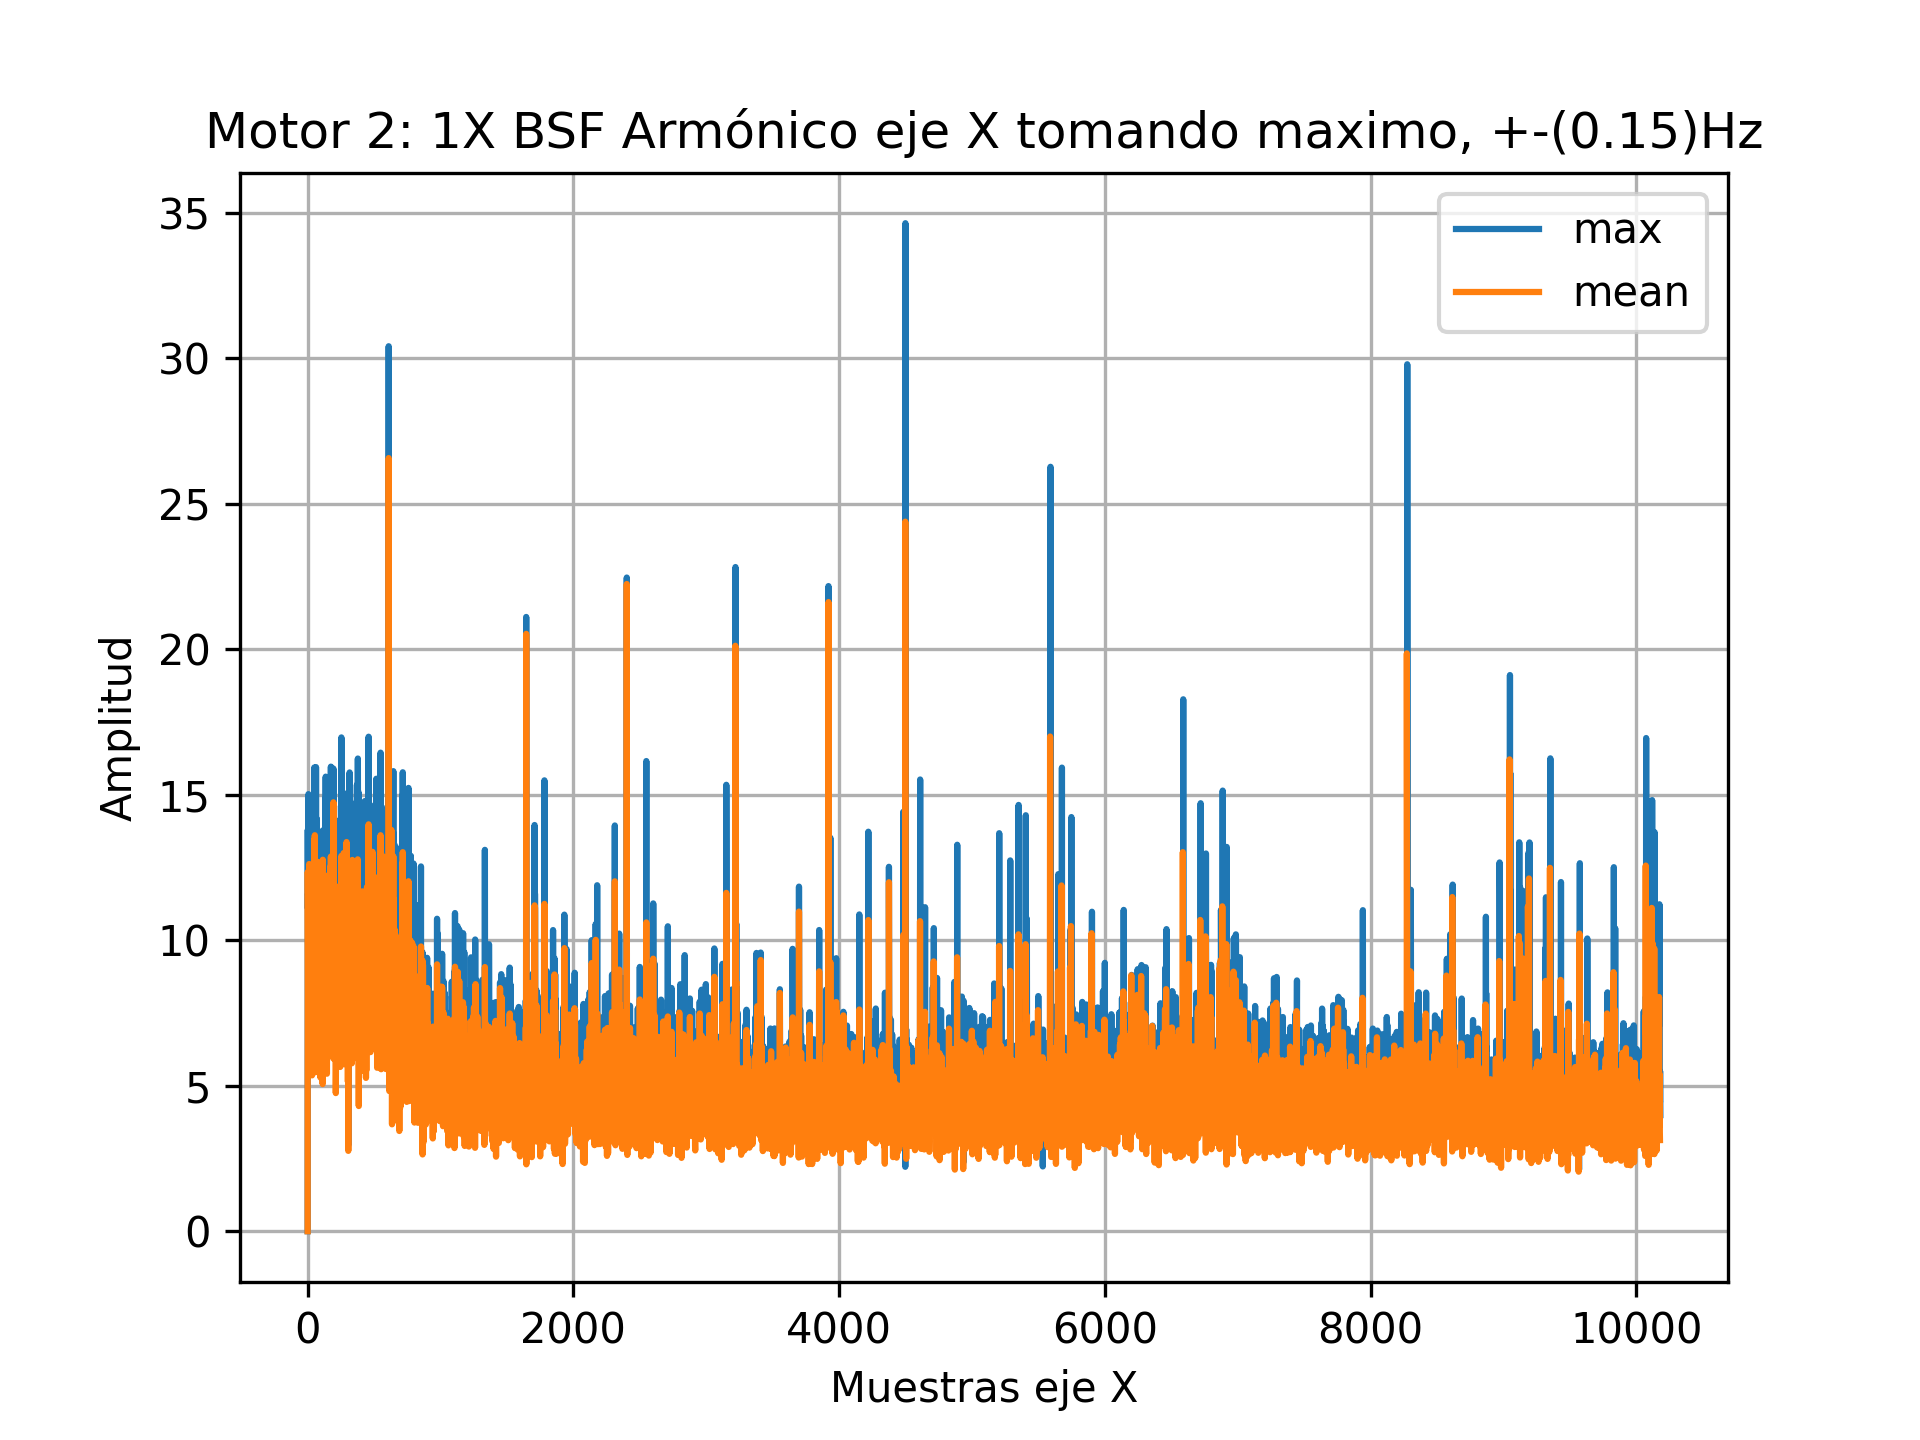 Motor 2: 1X BSF Armónico eje X tomando maximo, +-(0.15)Hz
max
mean
35
30
25
20
15
10
5
0
Amplitud
0 2000 4000 6000 8000 10000
Muestras eje X